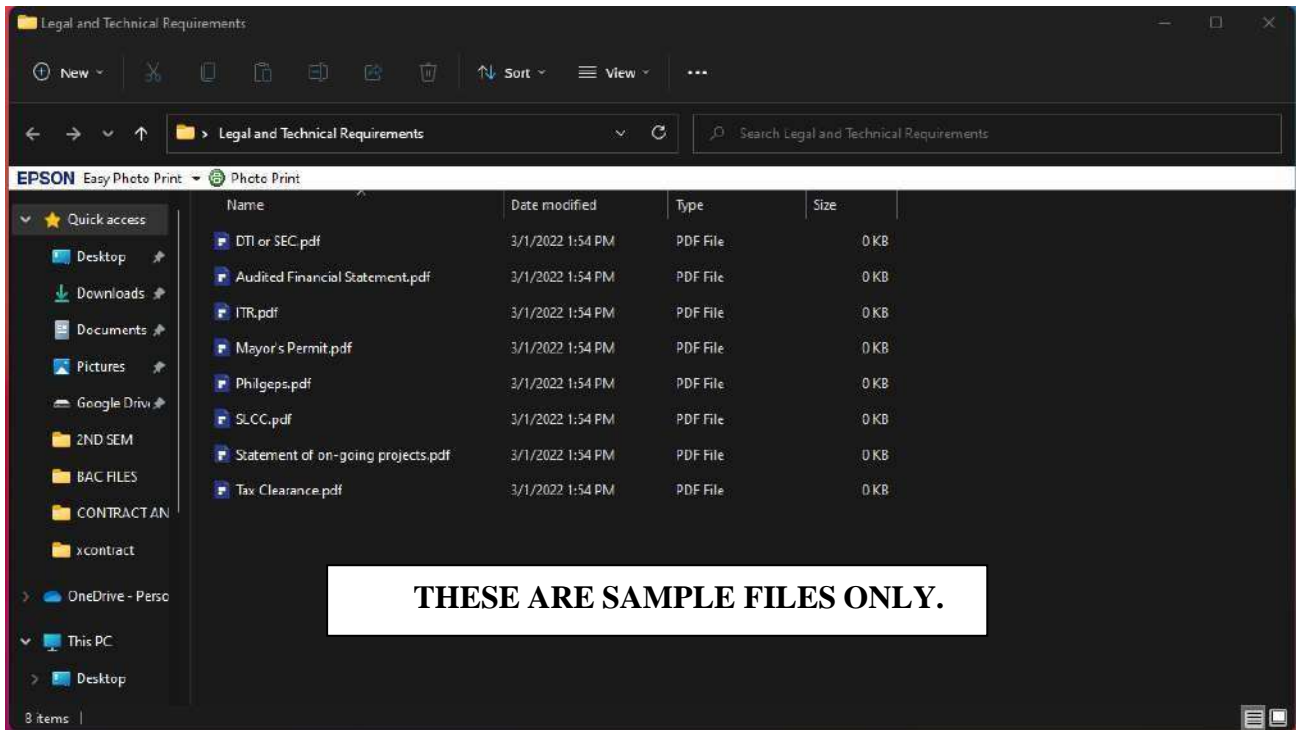 Legal and Technical Requirements
New
Sort
View
Legal and Technical Requirements
Search Legal and Technical Requirements
EPSON Easy Photo Print Photo Print
Name Date modified Type Size
Quick access
Desktop
Downloads
Documents
Pictures
Google Driv
2ND SEM
BAC FILES
CONTRACT AN
xcontract
OneDrive - Perso
This PC
Desktop
DTI or SEC.pdf 3/1/2022 1:54 PM PDF File 0 KB
Audited Financial Statement.pdf 3/1/2022 1:54 PM PDF File 0 KB
ITR.pdf 3/1/2022 1:54 PM PDF File 0 KB
Mayor's Permit.pdf 3/1/2022 1:54 PM PDF File 0 KB
Philgeps.pdf 3/1/2022 1:54 PM PDF File 0 KB
SLCC.pdf 3/1/2022 1:54 PM PDF File 0 KB
Statement of on-going projects.pdf 3/1/2022 1:54 PM PDF File 0 KB
Tax Clearance.pdf 3/1/2022 1:54 PM PDF File 0 KB
THESE ARE SAMPLE FILES ONLY.
8 items